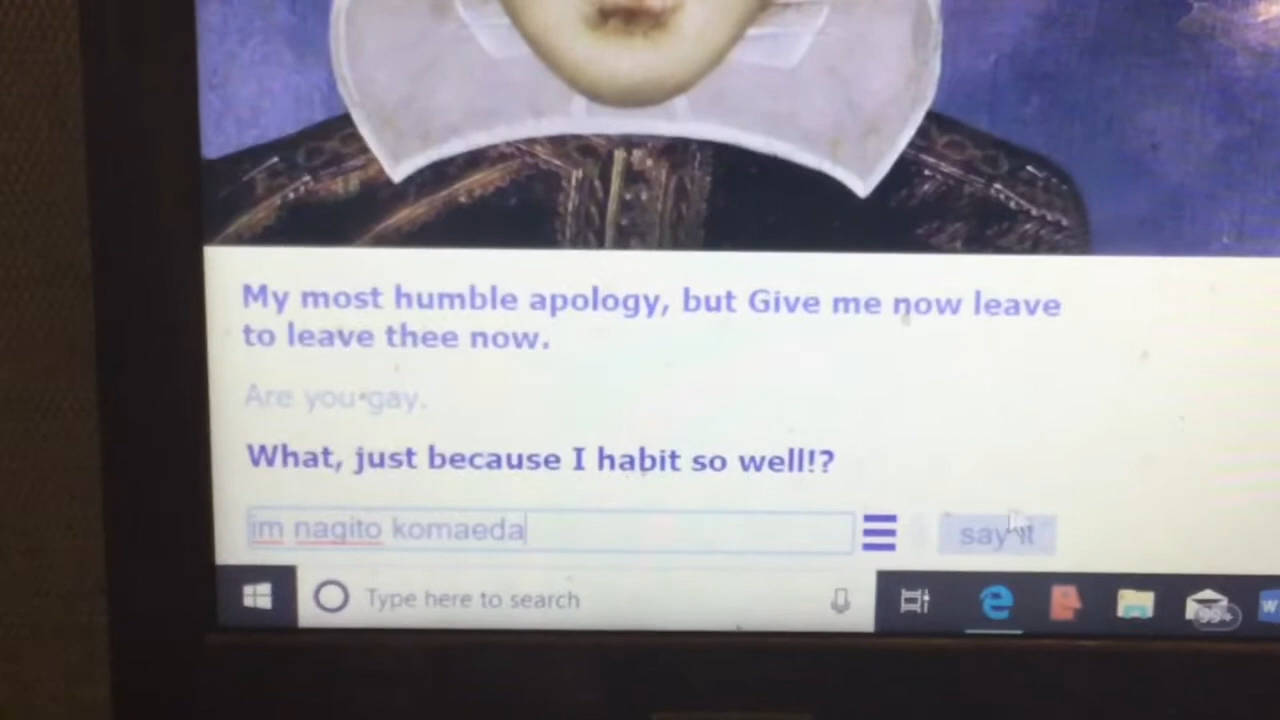 My most humble apology, but Give me now leave
to leave thee now.
Are you gay.
What, just because I habit so well!?
im nagito komaeda
say it
Type here to search
99+
W